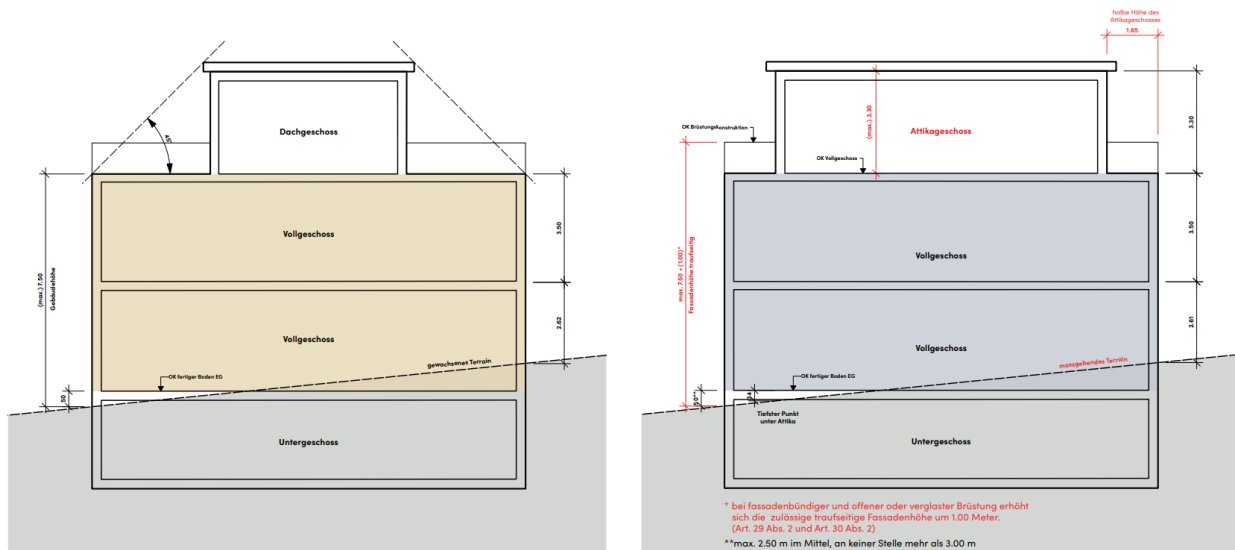 45°
Dachgeschoss
Vollgeschoss
Vollgeschoss
gewachsenes Terrain
OK fertiger Boden EG
Untergeschoss
(max.) 7.50
Gebäudehöhe
.50
3.50
2.62
halbe Höhe des
Attikageschosses
1.65
OK Brüstungskonstruktion
(max.) 3.30
Attikageschoss
OK Vollgeschoss
3.30
max. 7.50 + (1.00)*
Fassadenhöhe traufseitig
Vollgeschoss
3.50
Vollgeschoss
2.61
massgebendes Terrain
OK fertiger Boden EG
.50**
.34
Tiefster Punkt
unter Attika
Untergeschoss
* bei fassadenbündiger und offener oder verglaster Brüstung erhöht
sich die zulässige traufseitige Fassadenhöhe um 1.00 Meter.
(Art. 29 Abs. 2 und Art. 30 Abs. 2)
**max. 2.50 m im Mittel, an keiner Stelle mehr als 3.00 m